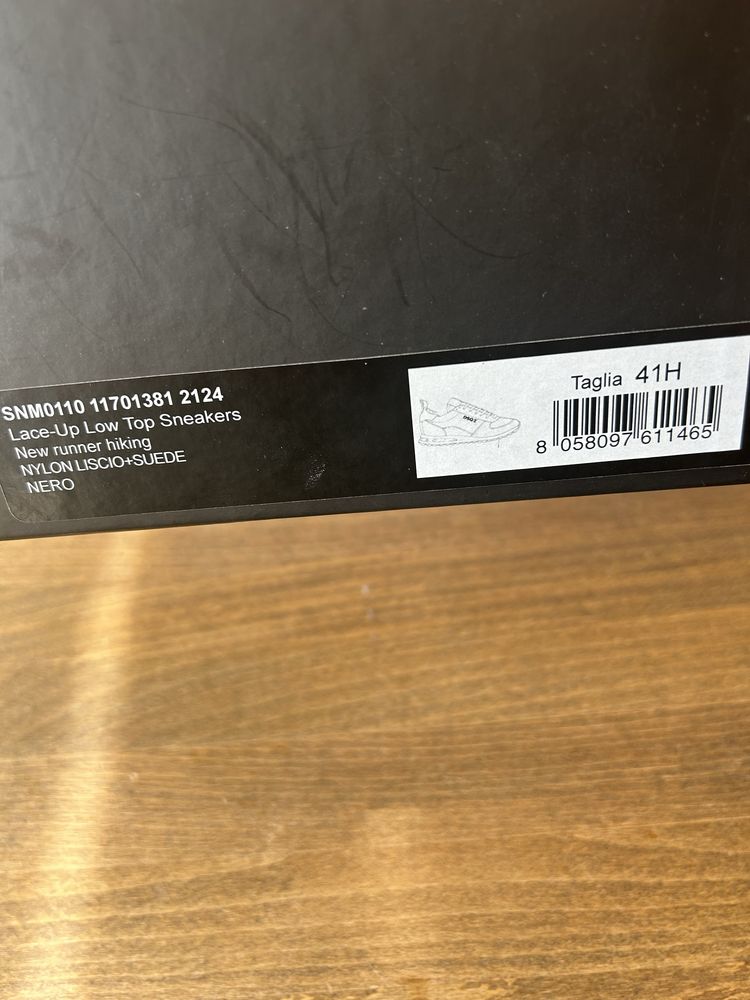 SNM0110 11701381 2124
Lace-Up Low Top Sneakers
New runner hiking
NYLON LISCIO+SUEDE
NERO
Taglia 41H
8 058097 611465